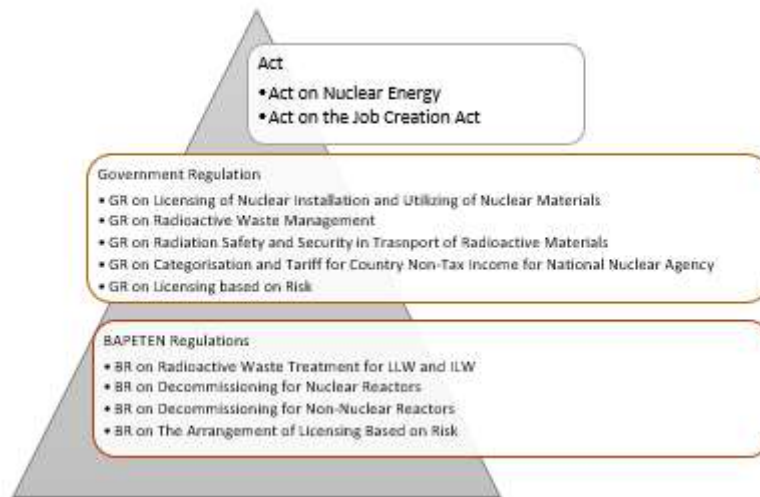 Act
•Act on Nuclear Energy
•Act on the Job Creation Act
Government Regulation
• GR on Licensing of Nuclear Installation and Utilizing of Nuclear Materials
• GR on Radioactive Waste Management
• GR on Radiation Safety and Security in Trasnport of Radioactive Materials
• GR on Categorisation and Tariff for Country Non-Tax Income for National Nuclear Agency
• GR on Licensing based on Risk
BAPETEN Regulations
• BR on Radioactive Waste Treatment for LLW and ILW
• BR on Decommissioning for Nuclear Reactors
• BR on Decommissioning for Non-Nuclear Reactors
• BR on The Arrangement of Licensing Based on Risk